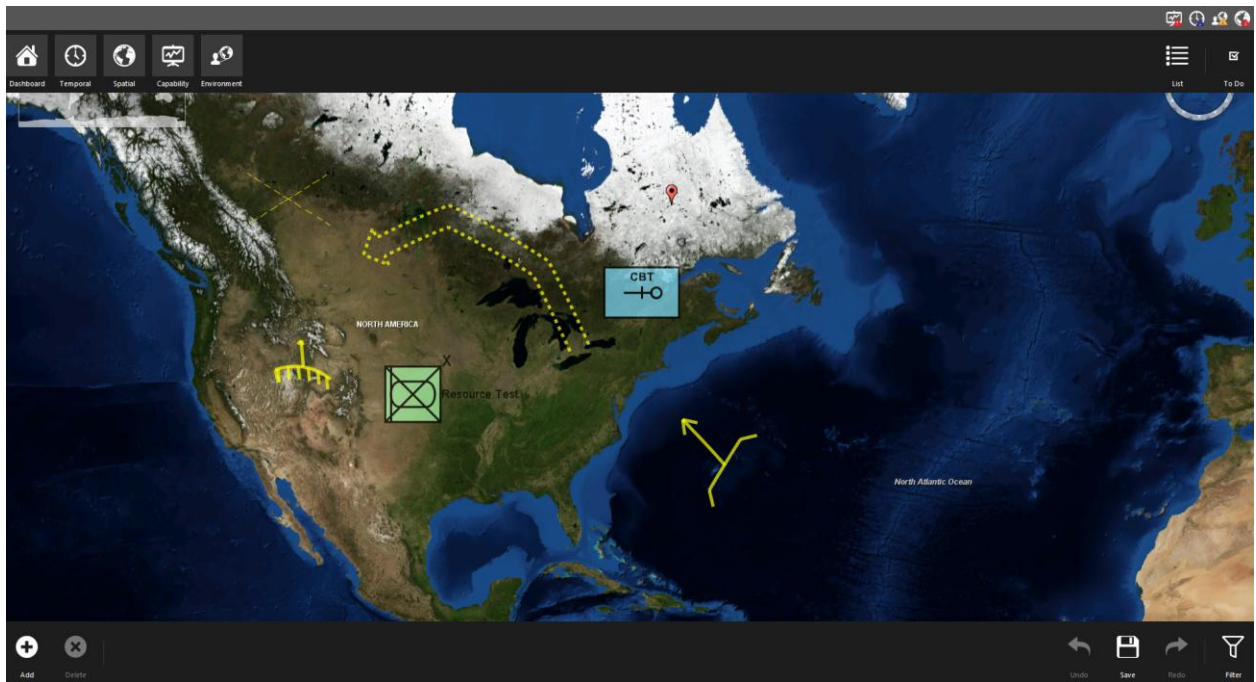 Dashboard
Temporal
Spatial
Capability
Environment
List
To Do
CBT
NORTH AMERICA
X
Resource Test
North Atlantic Ocean
Add
Delete
Undo
Save
Redo
Filter